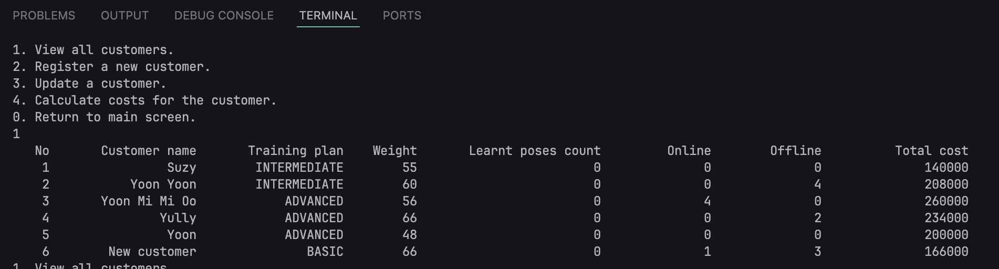 PROBLEMS OUTPUT DEBUG CONSOLE TERMINAL PORTS
1. View all customers.
2. Register a new customer.
3. Update a customer.
4. Calculate costs for the customer.
0. Return to main screen.
1
No Customer name Training plan Weight Learnt poses count Online Offline Total cost
1 Suzy INTERMEDIATE 55 0 0 0 140000
2 Yoon Yoon INTERMEDIATE 60 0 0 4 208000
3 Yoon Mi Mi Oo ADVANCED 56 0 4 0 260000
4 Yully ADVANCED 66 0 0 2 234000
5 Yoon ADVANCED 48 0 0 0 200000
6 New customer BASIC 66 0 1 3 166000
1. View all customers.